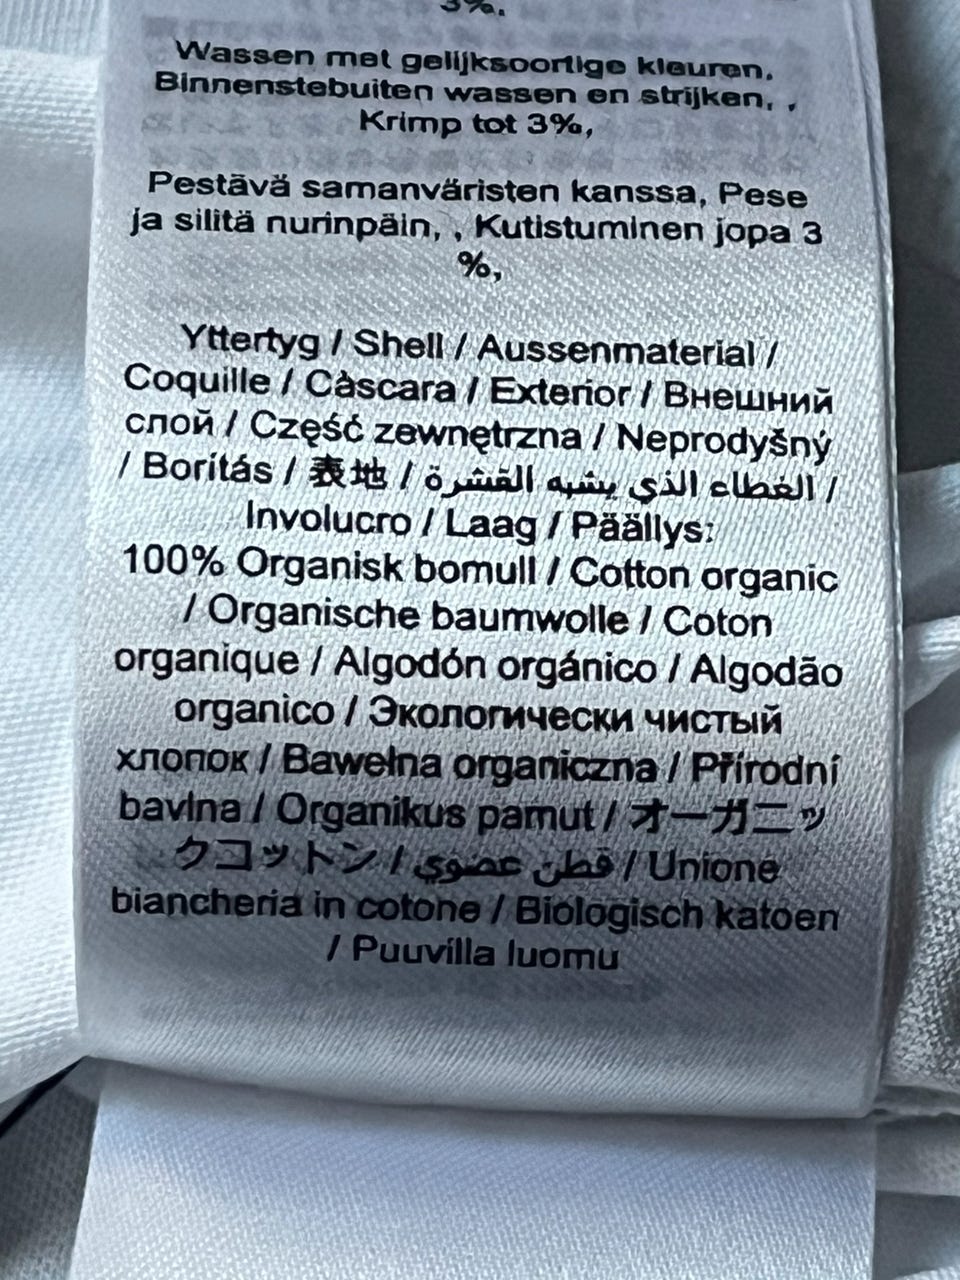 3%.
Wassen met gelijksoortige kleuren,
Binnenstebuiten wassen en strijken, ,
Krimp tot 3%,
Pestävä samanväristen kanssa, Pese
ja silitä nurinpäin, , Kutistuminen jopa 3
%,
Yttertyg / Shell / Aussenmaterial /
Coquille / Càscara / Exterior / Внешний
слой / Część zewnętrzna / Neprodyšný
/ Borítás / 表地 / الغطاء الذي يشبه القشرة /
Involucro / Laag / Päällys:
100% Organisk bomull / Cotton organic
/ Organische baumwolle / Coton
organique / Algodón orgánico / Algodão
organico / Экологически чистый
хлопок / Bawełna organiczna / Přírodní
bavlna / Organikus pamut / オーガニッ
クコットン / قطن عضوي / Unione
biancheria in cotone / Biologisch katoen
/ Puuvilla luomu